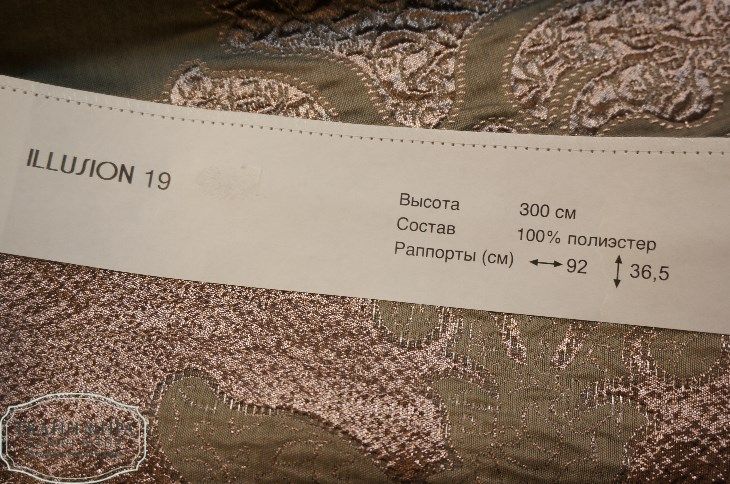 ILLUSION 19
Высота 300 см
Состав 100% полиэстер
Раппорты (см) ↔ 92 ↕ 36,5